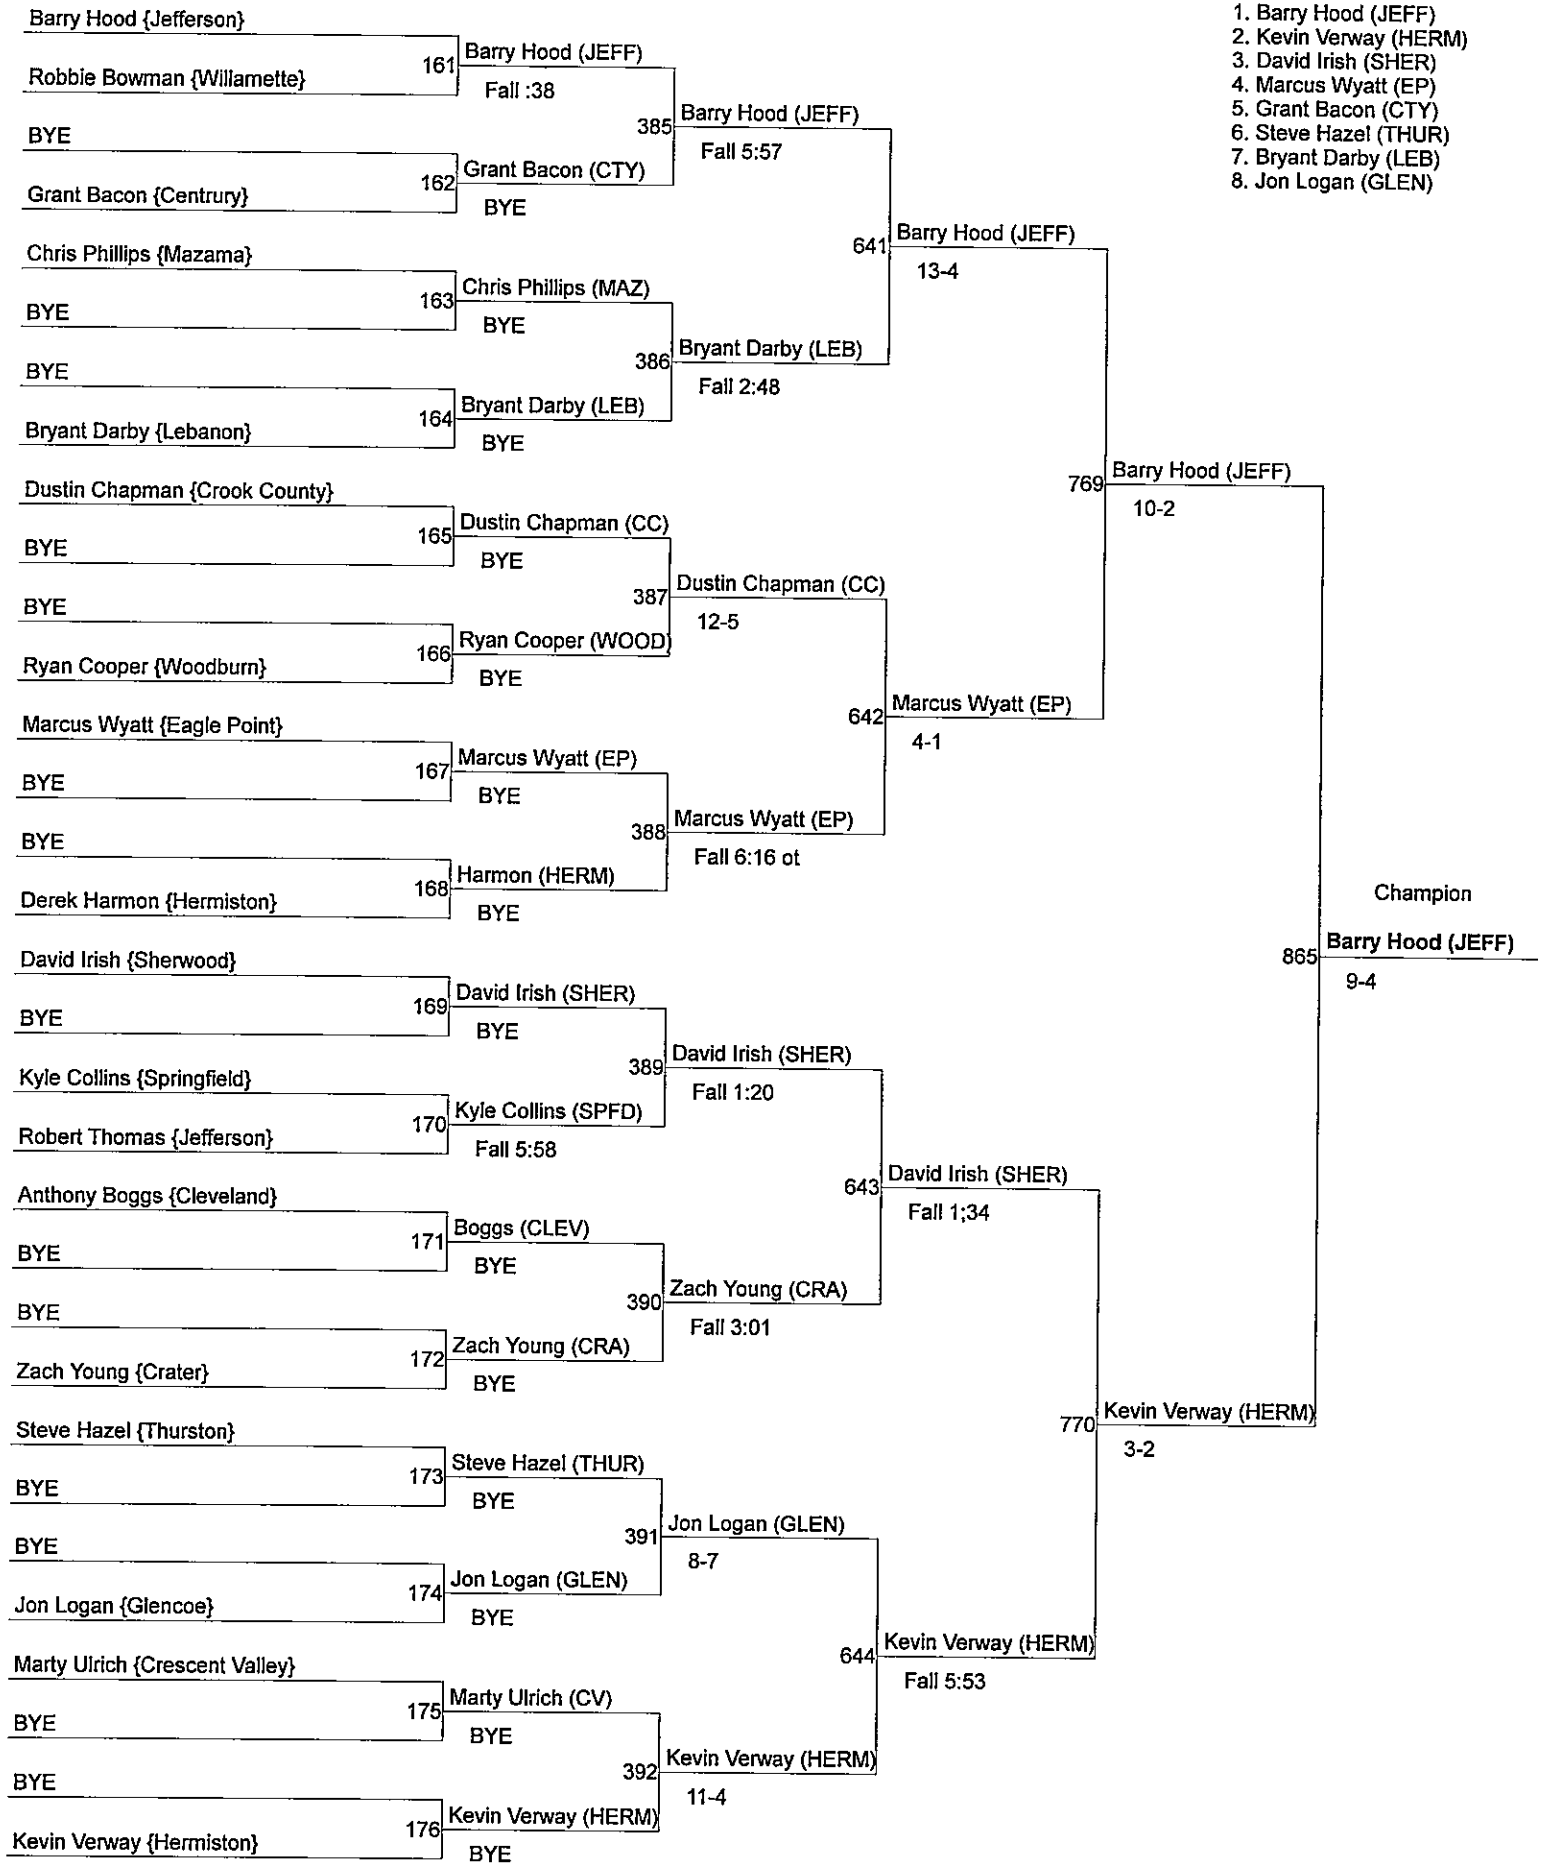 Barry Hood {Jefferson}
Robbie Bowman {Willamette}
BYE
Grant Bacon {Centrury}
Chris Phillips {Mazama}
BYE
BYE
Bryant Darby {Lebanon}
Dustin Chapman {Crook County}
BYE
BYE
Ryan Cooper {Woodburn}
Marcus Wyatt {Eagle Point}
BYE
BYE
Derek Harmon {Hermiston}
David Irish {Sherwood}
BYE
Kyle Collins {Springfield}
Robert Thomas {Jefferson}
Anthony Boggs {Cleveland}
BYE
BYE
Zach Young {Crater}
Steve Hazel {Thurston}
BYE
BYE
Jon Logan {Glencoe}
Marty Ulrich {Crescent Valley}
BYE
BYE
Kevin Verway {Hermiston}
161 Barry Hood (JEFF)
Fall :38
162 Grant Bacon (CTY)
BYE
163 Chris Phillips (MAZ)
BYE
164 Bryant Darby (LEB)
BYE
165 Dustin Chapman (CC)
BYE
166 Ryan Cooper (WOOD)
BYE
167 Marcus Wyatt (EP)
BYE
168 Harmon (HERM)
BYE
169 David Irish (SHER)
BYE
170 Kyle Collins (SPFD)
Fall 5:58
171 Boggs (CLEV)
BYE
172 Zach Young (CRA)
BYE
173 Steve Hazel (THUR)
BYE
174 Jon Logan (GLEN)
BYE
175 Marty Ulrich (CV)
BYE
176 Kevin Verway (HERM)
BYE
385 Barry Hood (JEFF)
Fall 5:57
386 Bryant Darby (LEB)
Fall 2:48
387 Dustin Chapman (CC)
12-5
388 Marcus Wyatt (EP)
Fall 6:16 ot
389 David Irish (SHER)
Fall 1:20
390 Zach Young (CRA)
Fall 3:01
391 Jon Logan (GLEN)
8-7
392 Kevin Verway (HERM)
11-4
641 Barry Hood (JEFF)
13-4
642 Marcus Wyatt (EP)
4-1
643 David Irish (SHER)
Fall 1;34
644 Kevin Verway (HERM)
Fall 5:53
769 Barry Hood (JEFF)
10-2
770 Kevin Verway (HERM)
3-2
Champion
865 Barry Hood (JEFF)
9-4
1. Barry Hood (JEFF)
2. Kevin Verway (HERM)
3. David Irish (SHER)
4. Marcus Wyatt (EP)
5. Grant Bacon (CTY)
6. Steve Hazel (THUR)
7. Bryant Darby (LEB)
8. Jon Logan (GLEN)